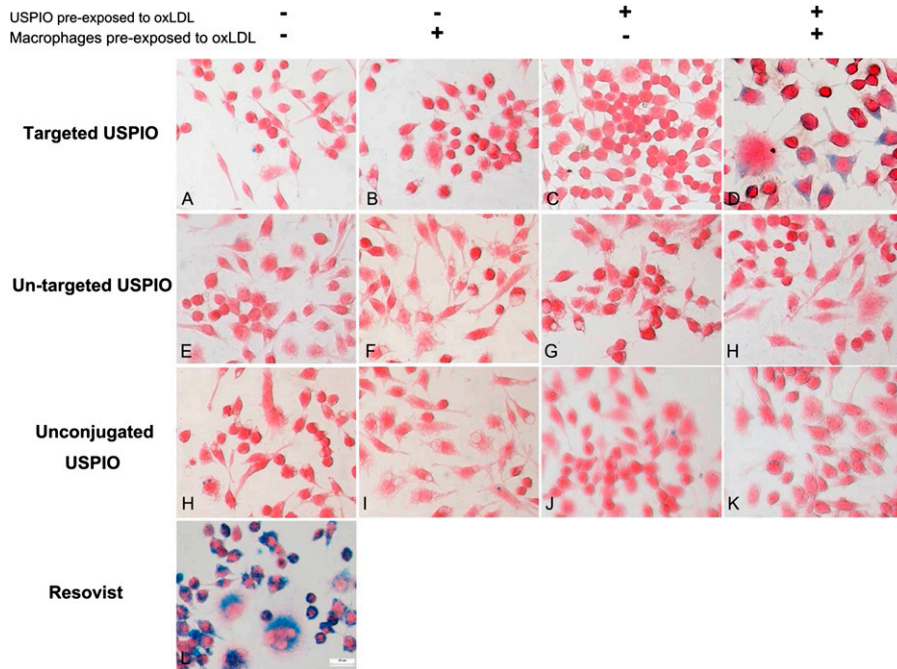 USPIO pre-exposed to oxLDL - - + +
Macrophages pre-exposed to oxLDL - + - +
Targeted USPIO
A B C D
Un-targeted USPIO
E F G H
Unconjugated
USPIO
H I J K
Resovist
L